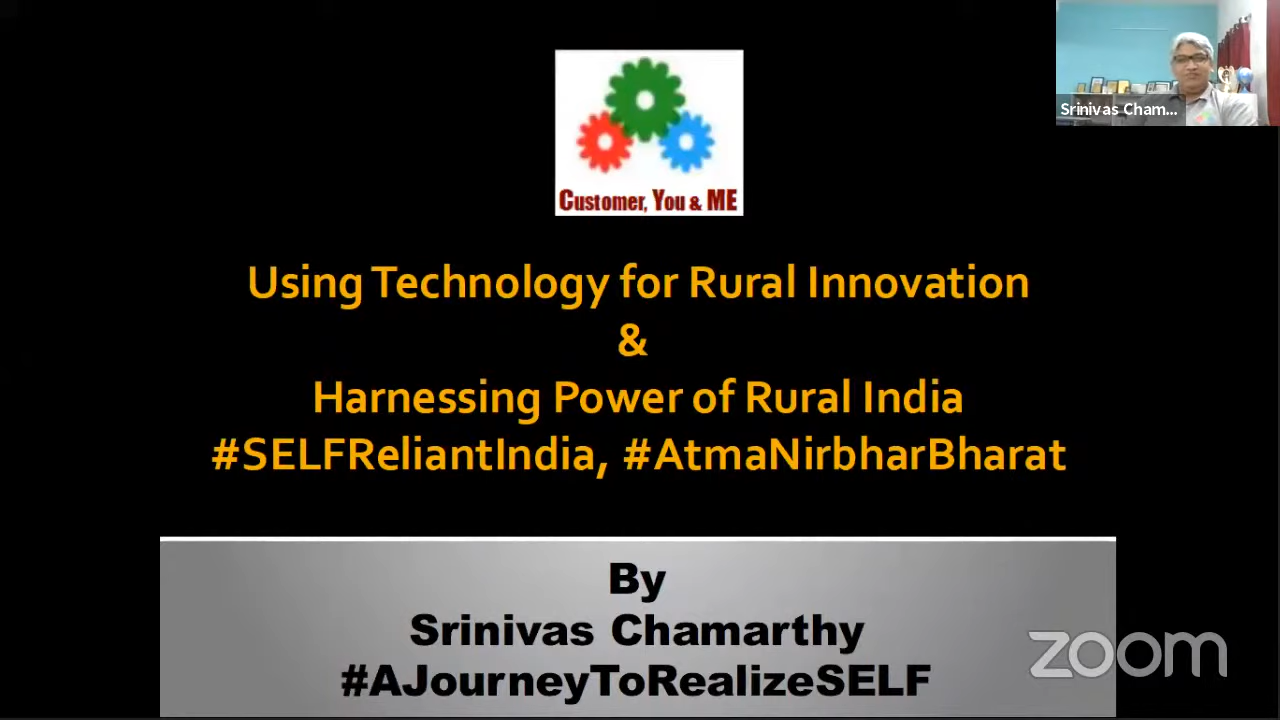 Srinivas Cham...
Customer, You & ME
Using Technology for Rural Innovation
&
Harnessing Power of Rural India
#SELFReliantIndia, #AtmaNirbharBharat
By
Srinivas Chamarthy
#AJourneyToRealizeSELF
zoom